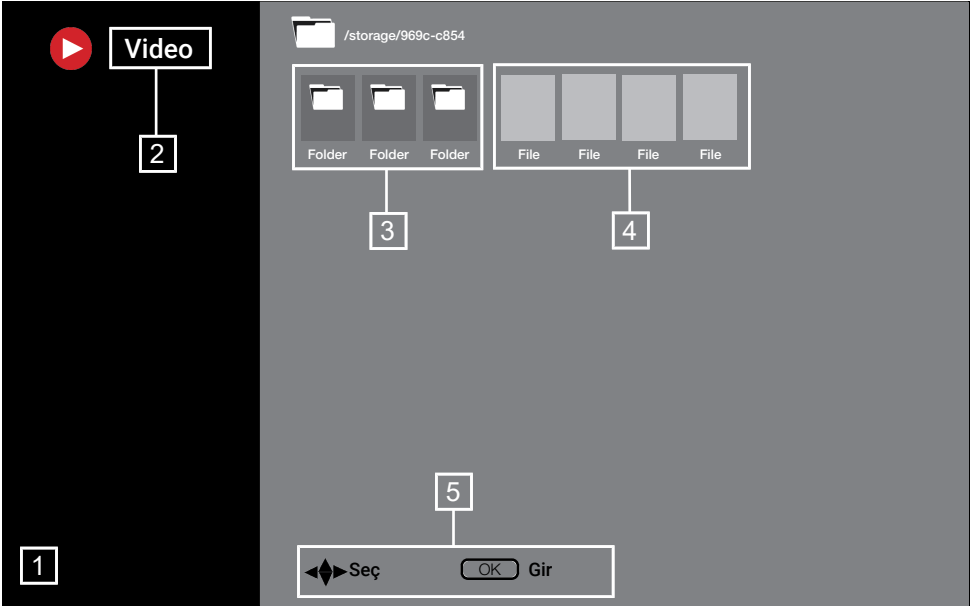 Video
2
/storage/969c-c854
Folder Folder Folder
File File File File
3
4
5
1
Seç OK Gir